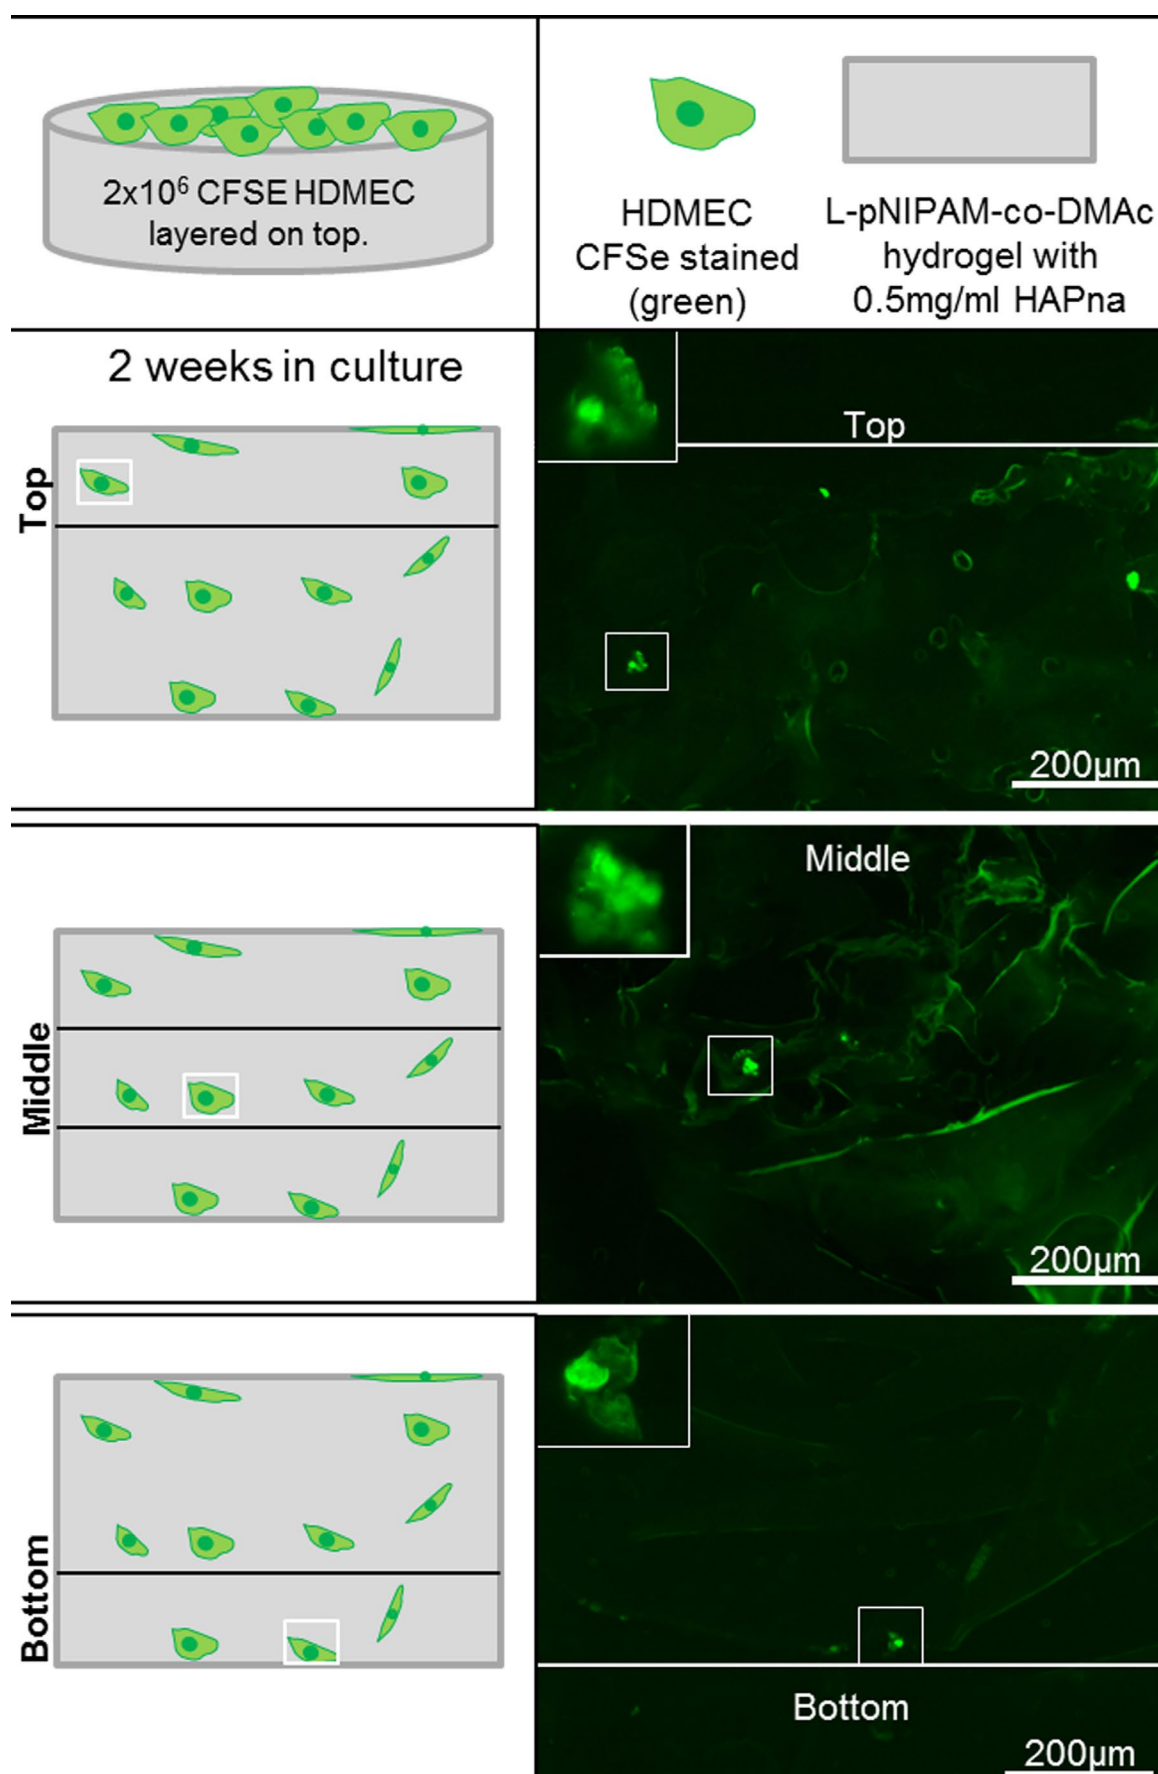 2x10⁶ CFSE HDMEC
layered on top.
HDMEC
CFSe stained
(green)
L-pNIPAM-co-DMAc
hydrogel with
0.5mg/ml HAPna
2 weeks in culture
Top
Top
200µm
Middle
Middle
200µm
Bottom
Bottom
200µm